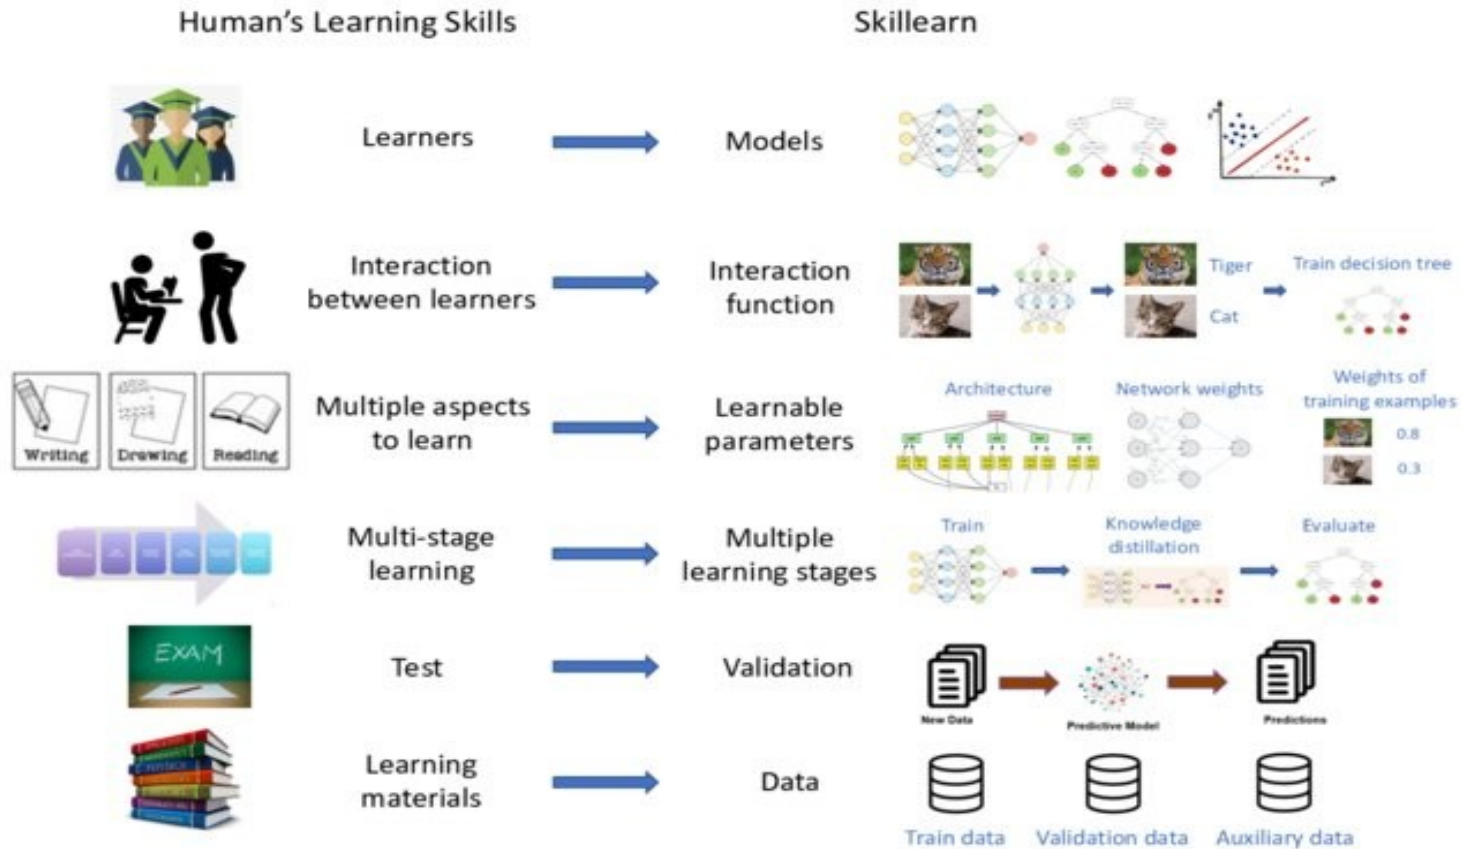 Human's Learning Skills
Skillearn
Learners
Models
Interaction
between learners
Interaction
function
Tiger
Cat
Train decision tree
Writing
Drawing
Reading
Multiple aspects
to learn
Learnable
parameters
Architecture
Network weights
Weights of
training examples
0.8
0.3
Multi-stage
learning
Multiple
learning stages
Train
Knowledge
distillation
Evaluate
EXAM
Test
Validation
New Data
Predictive Model
Predictions
Learning
materials
Data
Train data
Validation data
Auxiliary data